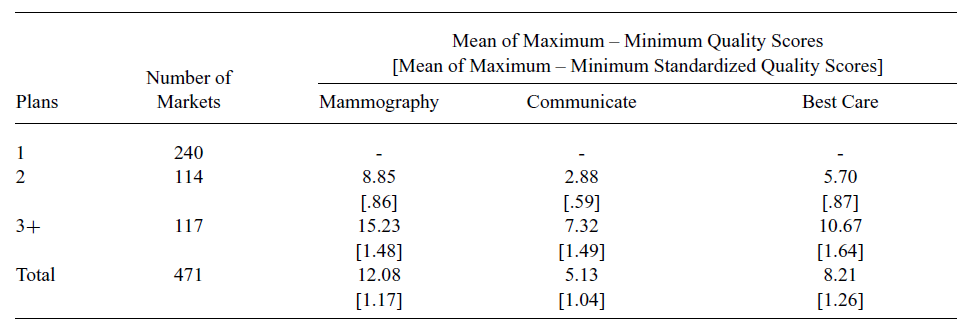 Mean of Maximum – Minimum Quality Scores
[Mean of Maximum – Minimum Standardized Quality Scores]
Number of
Plans Markets Mammography Communicate Best Care
1 240 - - -
2 114 8.85 2.88 5.70
[.86] [.59] [.87]
3+ 117 15.23 7.32 10.67
[1.48] [1.49] [1.64]
Total 471 12.08 5.13 8.21
[1.17] [1.04] [1.26]